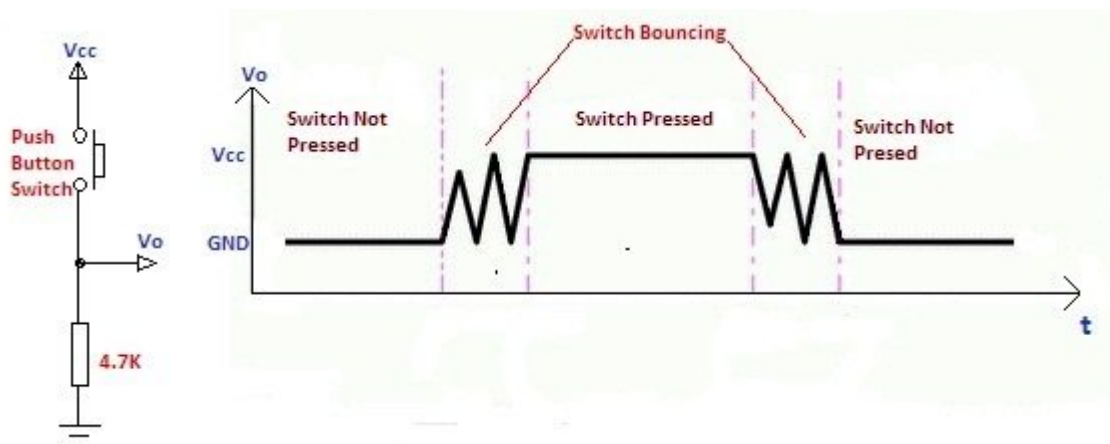 Vcc
Push
Button
Switch
Vo
4.7K
Switch Bouncing
Vo
Switch Not
Pressed
Switch Pressed
Switch Not
Presed
Vcc
GND
t